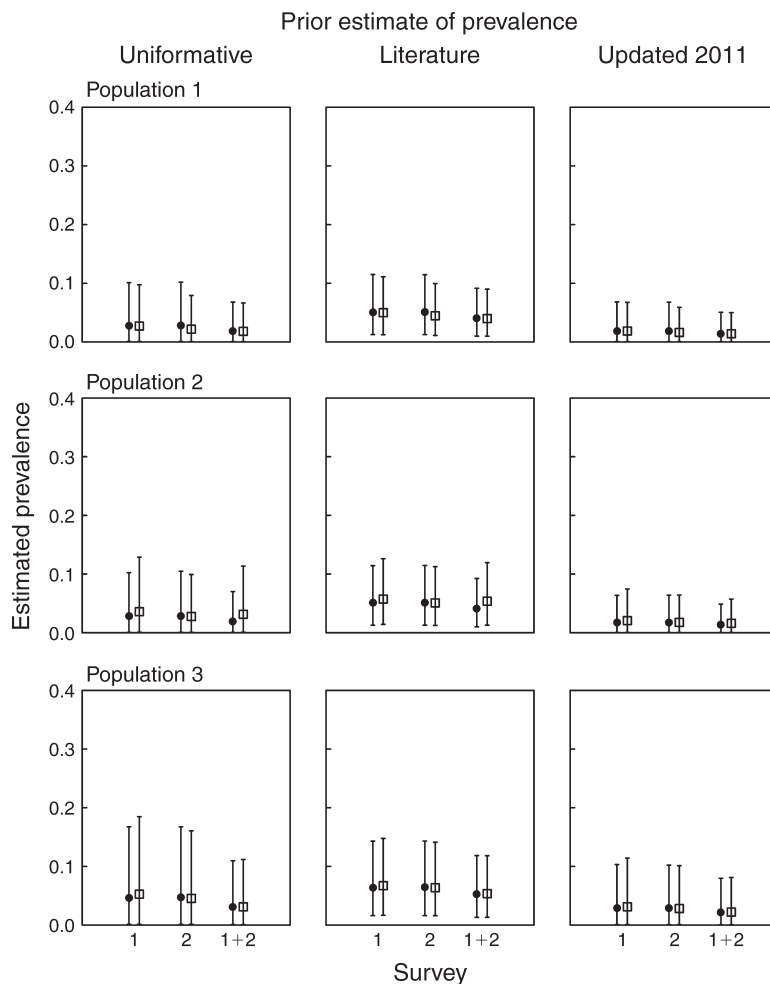 Prior estimate of prevalence
Uniformative Literature Updated 2011
Population 1
0.4
0.3
0.2
0.1
0.0
Population 2
0.4
0.3
0.2
0.1
0.0
Population 3
0.4
0.3
0.2
0.1
0.0
Estimated prevalence
1 2 1+2 1 2 1+2 1 2 1+2
Survey